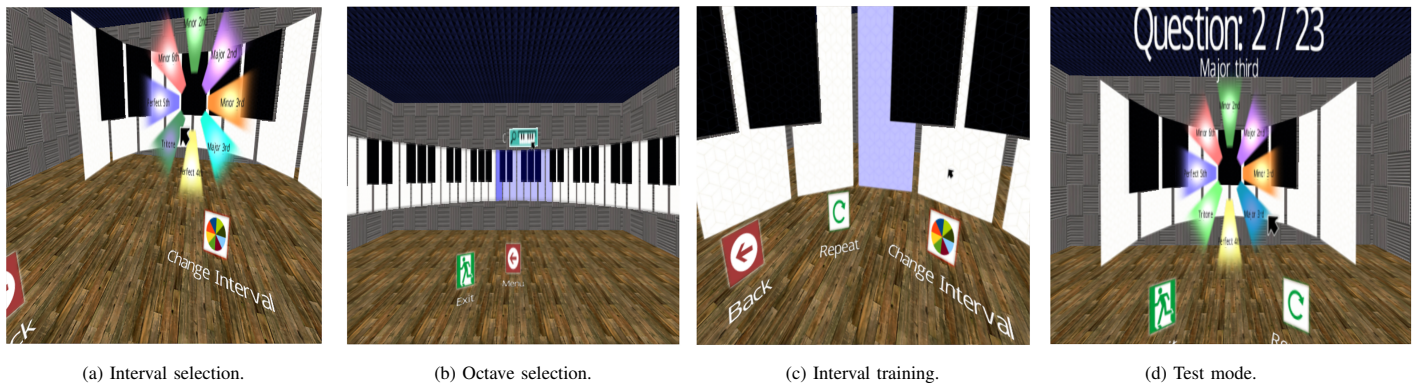 Minor 2nd
Minor 6th
Major 2nd
Perfect 5th
Minor 3rd
Tritone
Major 3rd
Perfect 4th
Change Interval
ck
(a) Interval selection.
Exit
Menu
(b) Octave selection.
Back
Repeat
Change Interval
(c) Interval training.
Question: 2 / 23
Major third
Minor 2nd
Minor 6th
Major 2nd
Perfect 5th
Minor 3rd
Tritone
Major 3rd
Perfect 4th
(d) Test mode.